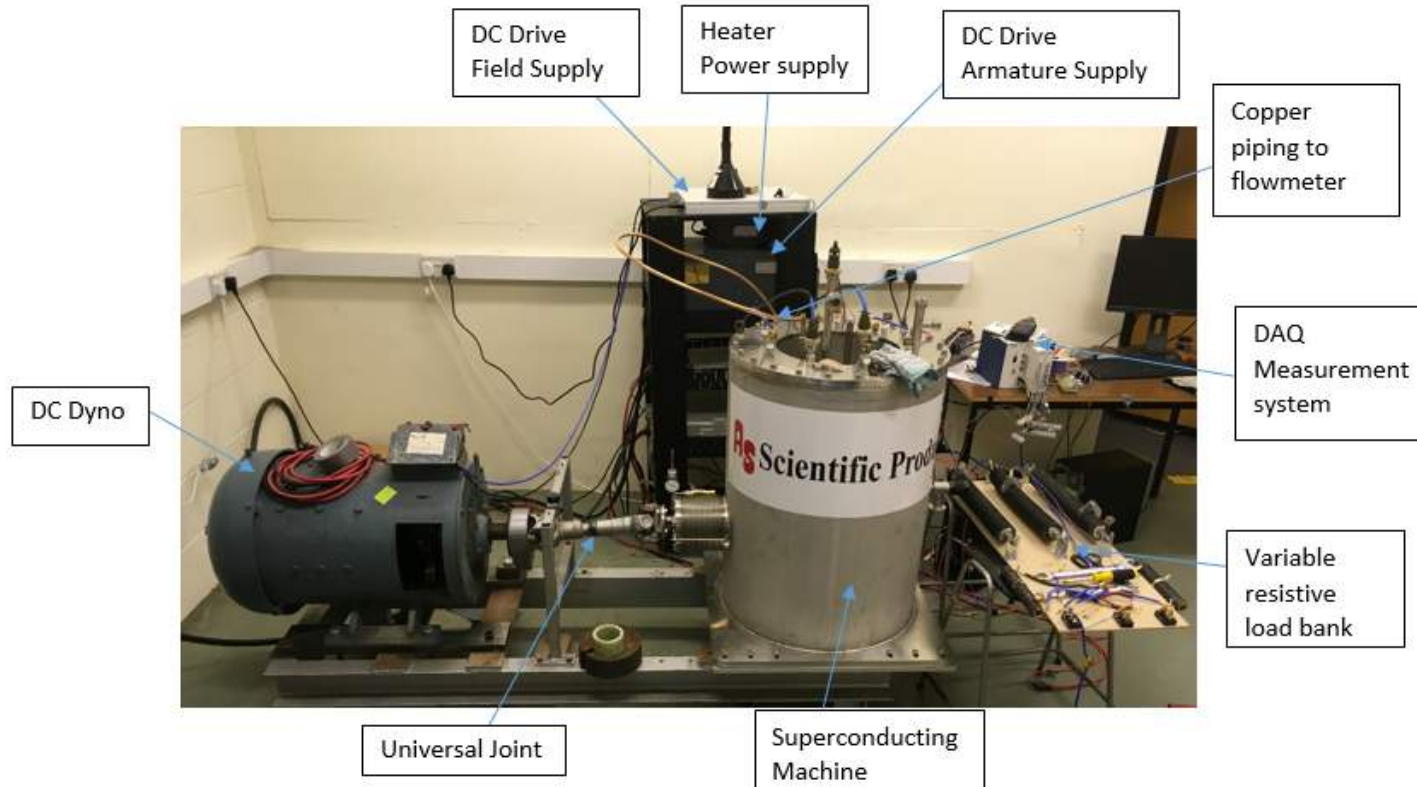 DC Drive
Field Supply
Heater
Power supply
DC Drive
Armature Supply
Copper
piping to
flowmeter
DAQ
Measurement
system
DC Dyno
AS Scientific Prod
Variable
resistive
load bank
Universal Joint
Superconducting
Machine